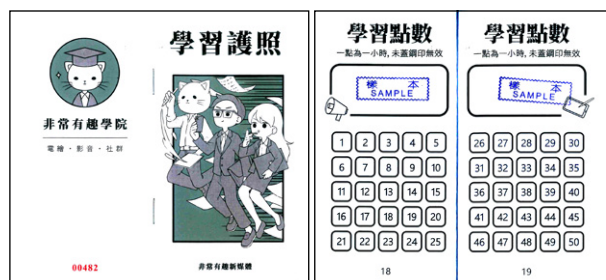 非常有趣學院
電繪・影音・社群
00482
學習護照
非常有趣新媒體
學習點數
一點為一小時, 未蓋鋼印無效
樣 本
SAMPLE
1 2 3 4 5
6 7 8 9 10
11 12 13 14 15
16 17 18 19 20
21 22 23 24 25
18
學習點數
一點為一小時, 未蓋鋼印無效
樣 本
SAMPLE
26 27 28 29 30
31 32 33 34 35
36 37 38 39 40
41 42 43 44 45
46 47 48 49 50
19